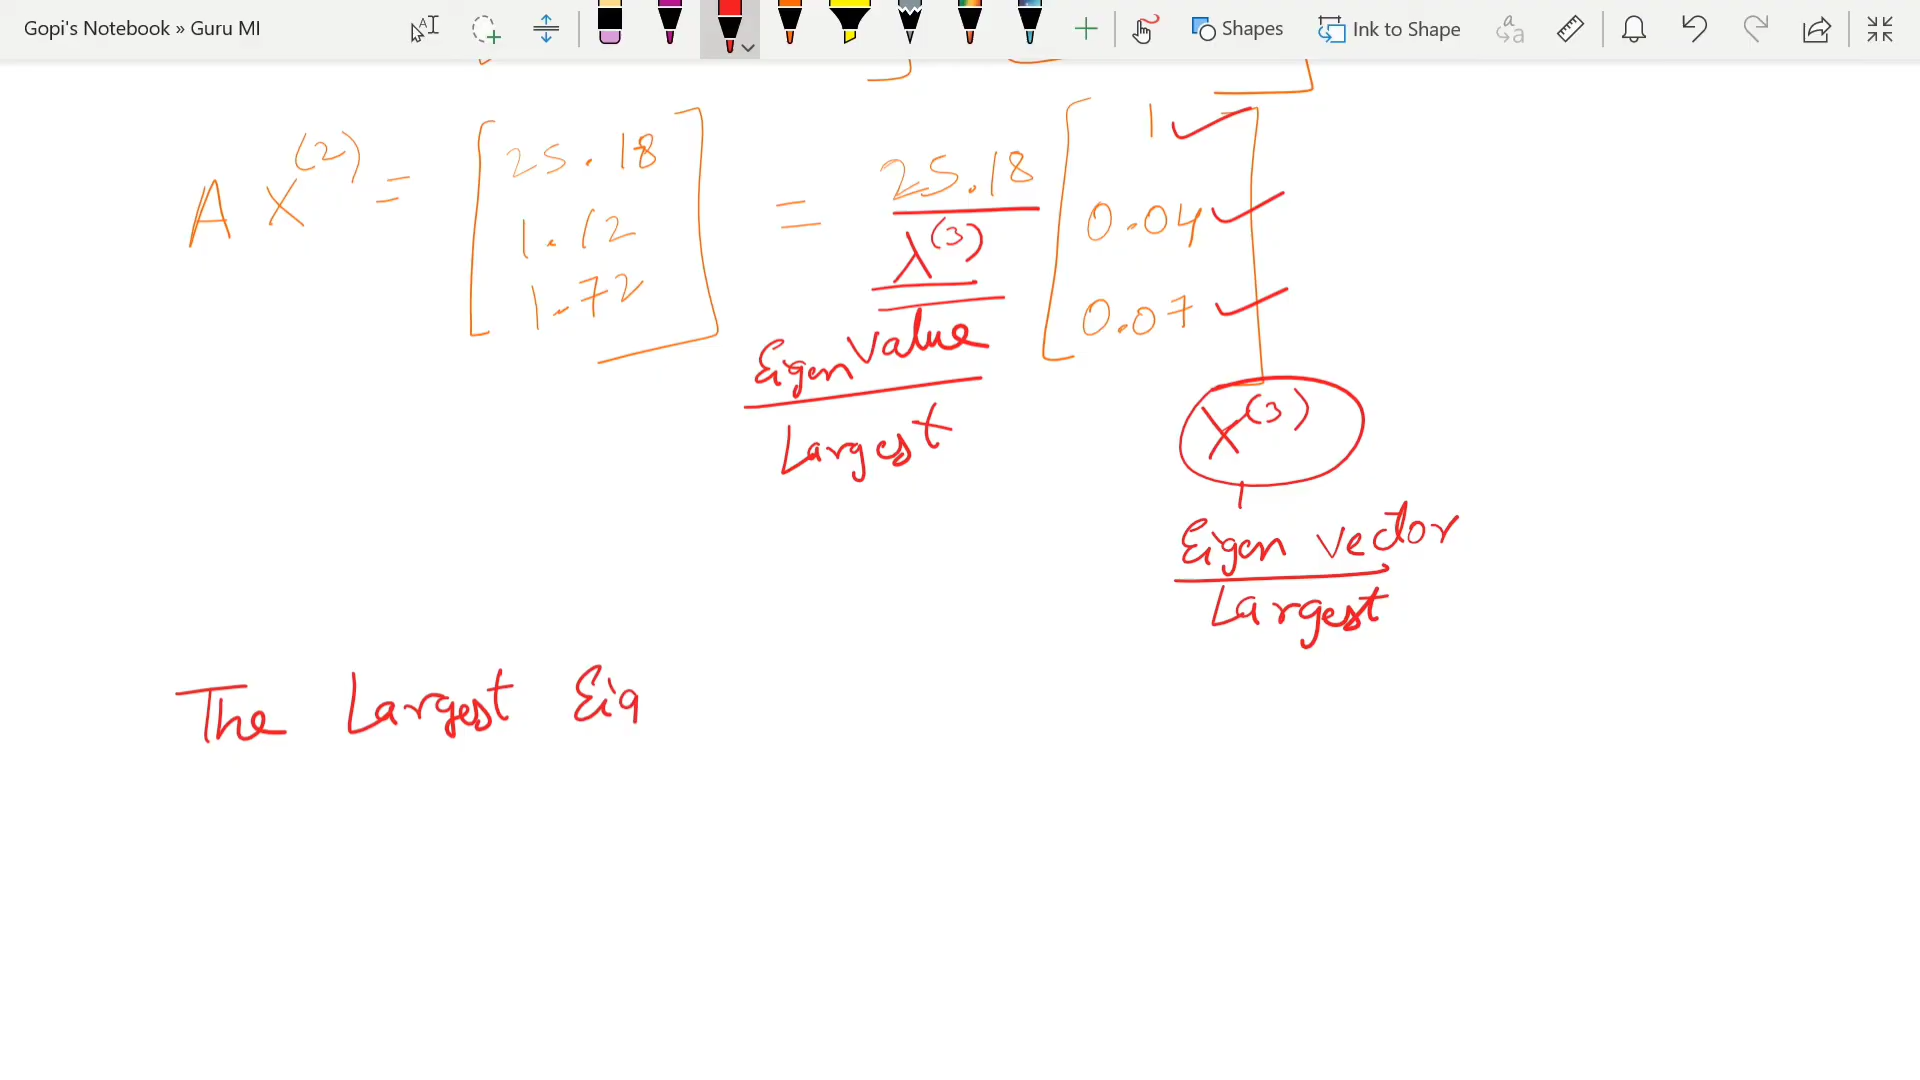 Gopi's Notebook » Guru MI
Shapes
Ink to Shape
A X^(2) = [25.18 1.12 1.72] = 25.18 [1 0.04 0.07]
λ^(3)
Eigen Value
Largest
X^(3)
Eigen Vector
Largest
The Largest Eig